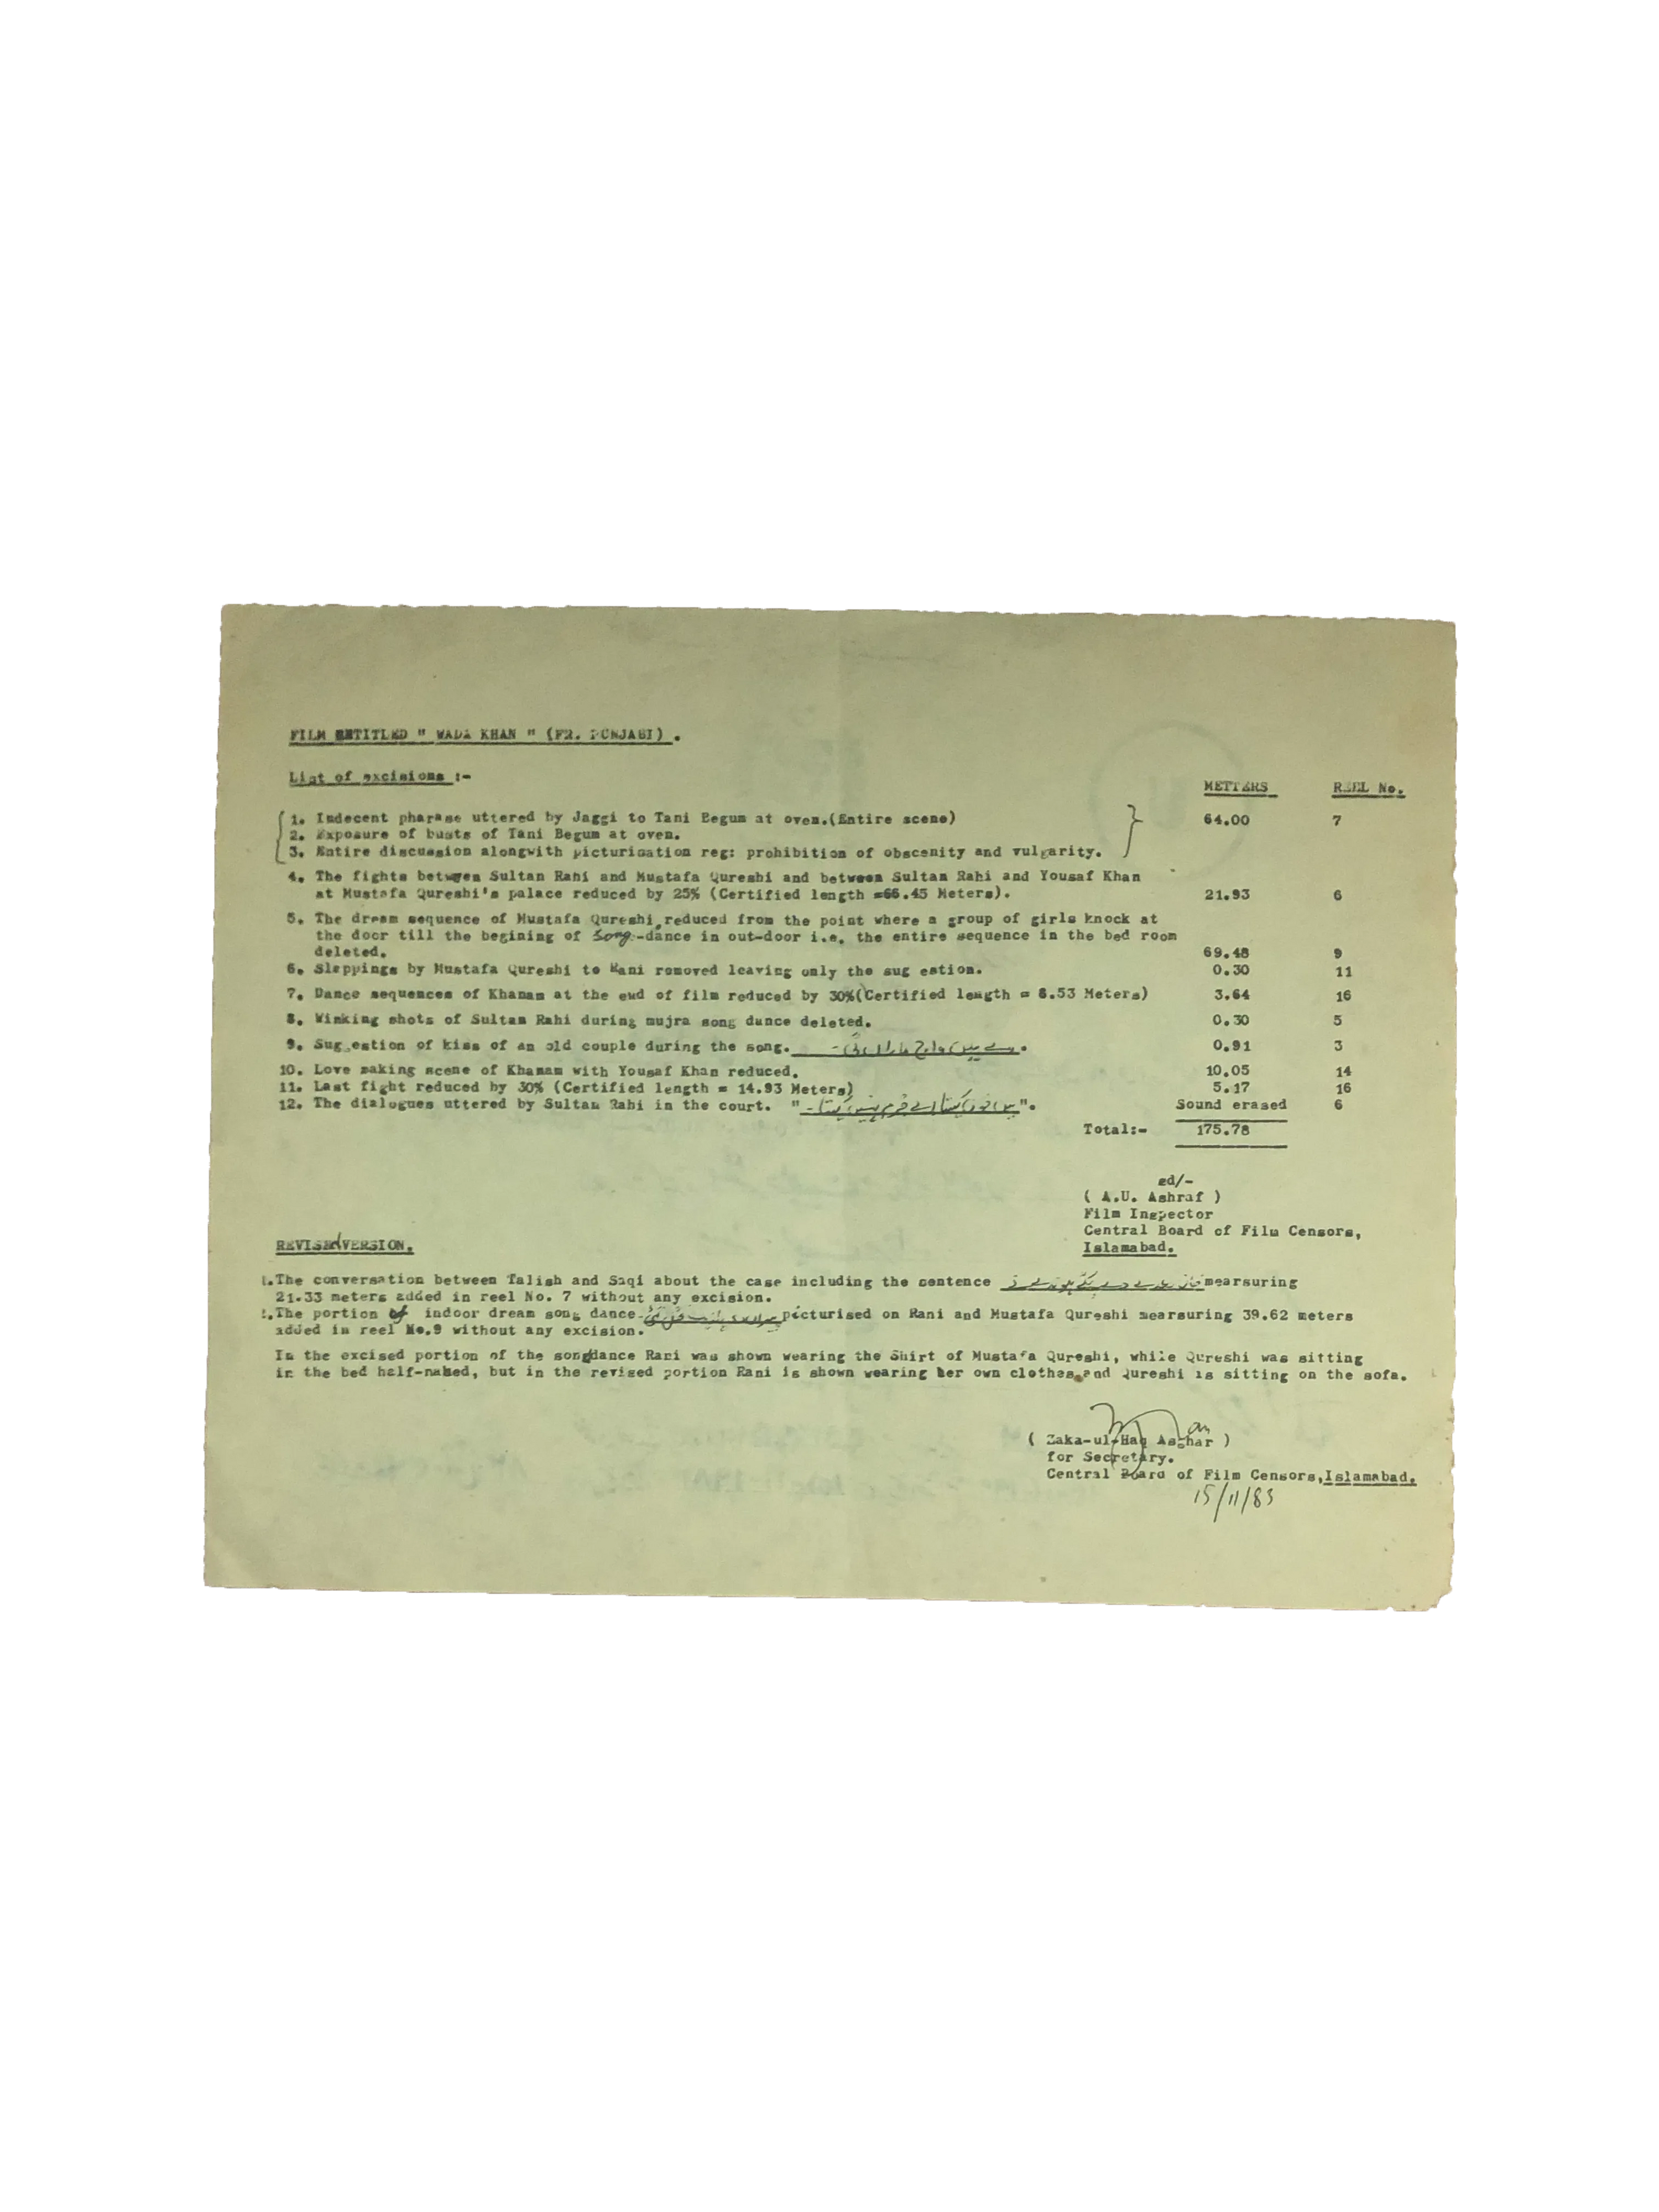 FILM ENTITLED " WADA KHAN " (FR. PUNJABI) .
List of excisions :-
METTERS REEL No.
1. Indecent pharase uttered by Jaggi to Tani Begum at oven.(Entire scene) 64.00 7
2. Exposure of busts of Tani Begum at oven.
3. Entire discussion alongwith picturisation reg: prohibition of obscenity and vulgarity.
4. The fights between Sultan Rahi and Mustafa Qureshi and between Sultan Rahi and Yousaf Khan
at Mustafa Qureshi's palace reduced by 25% (Certified length =66.45 Meters). 21.93 6
5. The dream sequence of Mustafa Qureshi,reduced from the point where a group of girls knock at
the door till the begining of song-dance in out-door i.e. the entire sequence in the bed room
deleted. 69.48 9
6. Slappings by Mustafa Qureshi to Rani removed leaving only the sug estion. 0.30 11
7. Dance sequences of Khanam at the end of film reduced by 30%(Certified length = 8.53 Meters) 3.64 16
8. Winking shots of Sultan Rahi during mujra song dance deleted. 0.30 5
9. Sug estion of kiss of an old couple during the song. 0.91 3
10. Love making scene of Khanam with Yousaf Khan reduced. 10.05 14
11. Last fight reduced by 30% (Certified length = 14.93 Meters) 5.17 16
12. The dialogues uttered by Sultan Rahi in the court. " ". Sound erased 6
Total:- 175.78
sd/-
( A.U. Ashraf )
Film Inspector
Central Board of Film Censors,
Islamabad.
REVISED VERSION.
1.The conversation between Talish and Saqi about the case including the sentence mearsuring
21.33 meters added in reel No. 7 without any excision.
2.The portion of indoor dream song dance picturised on Rani and Mustafa Qureshi mearsuring 39.62 meters
added in reel No.9 without any excision.
In the excised portion of the song dance Rani was shown wearing the Shirt of Mustafa Qureshi, while Qureshi was sitting
in the bed half-naked, but in the revised portion Rani is shown wearing her own clothes and Qureshi is sitting on the sofa.
( Zaka-ul-Haq Asghar )
for Secretary.
Central Board of Film Censors,Islamabad.
15/11/83